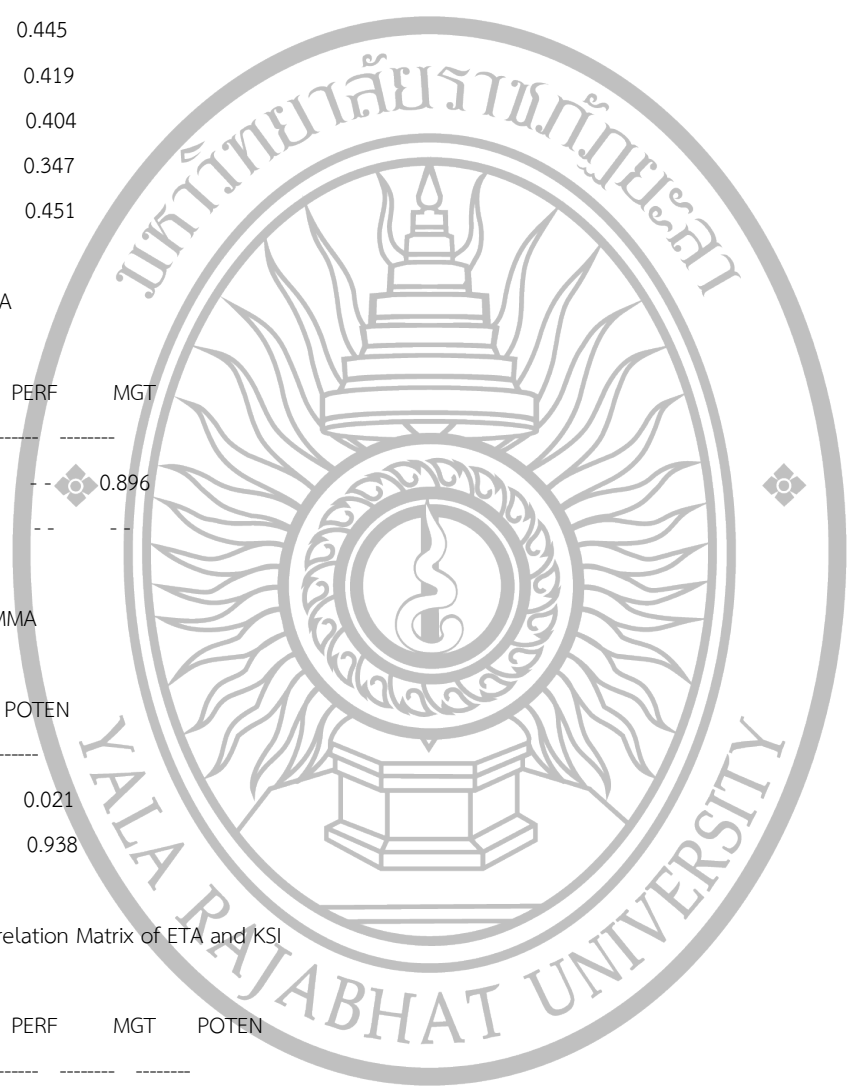 0.445
0.419
0.404
0.347
0.451
A
PERF MGT
------ --------
- - 0.896
- - - -
MMA
POTEN
------
0.021
0.938
relation Matrix of ETA and KSI
PERF MGT POTEN
------ -------- --------
มหาวิทยาลัยราชภัฏยะลา
YALA RAJABHAT UNIVERSITY